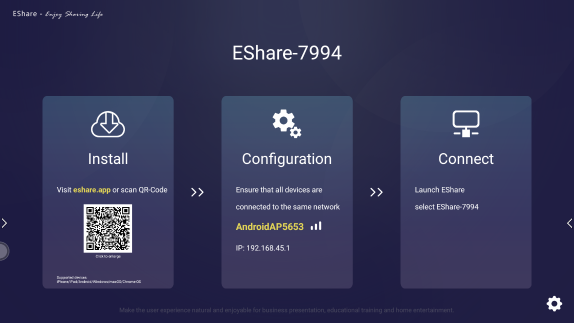 EShare - Enjoy Sharing Life
EShare-7994
Install
Visit eshare.app or scan QR-Code
Click to enlarge
Supported devices:
iPhone/iPad/Android/Windows/macOS/Chrome OS
Configuration
Ensure that all devices are
connected to the same network
AndroidAP5653
IP: 192.168.45.1
Connect
Launch EShare
select EShare-7994
Make the user experience natural and enjoyable for business presentation, educational training and home entertainment.